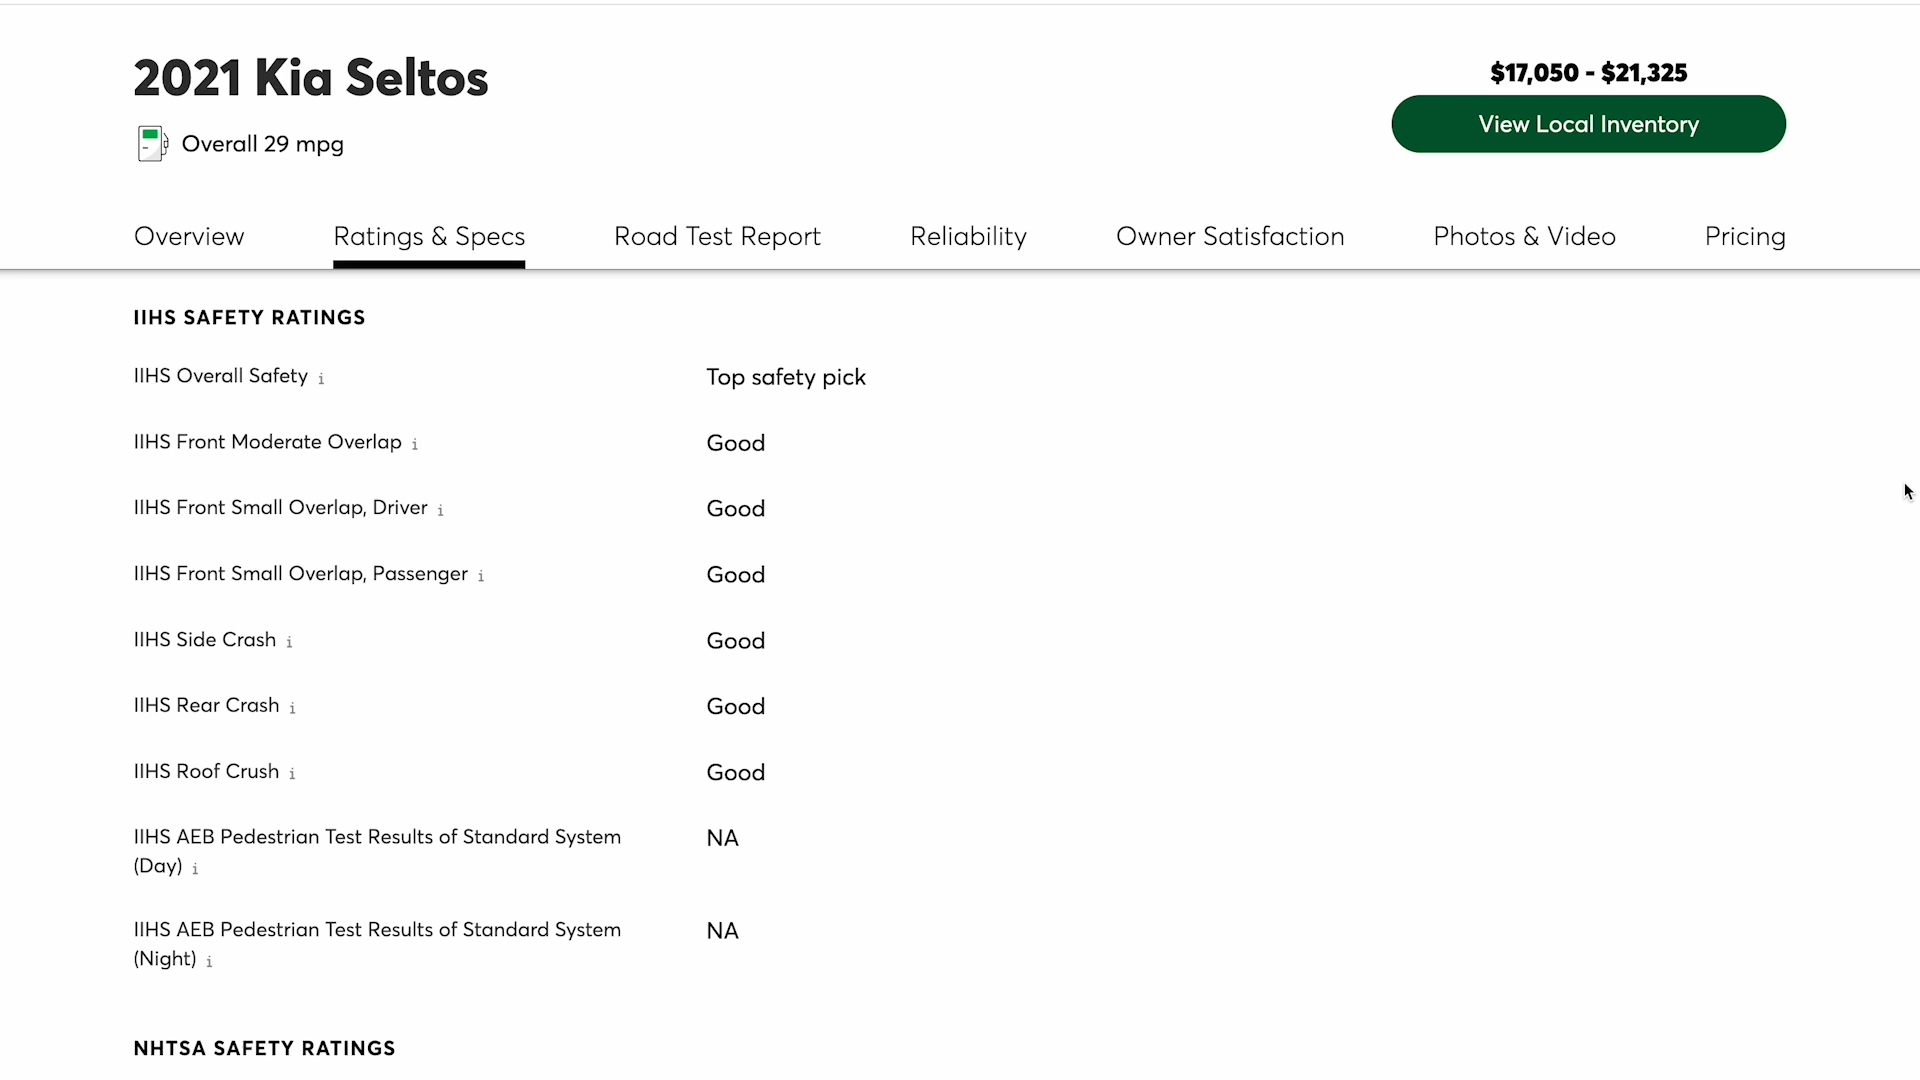 2021 Kia Seltos
$17,050 - $21,325
Overall 29 mpg
View Local Inventory
Overview
Ratings & Specs
Road Test Report
Reliability
Owner Satisfaction
Photos & Video
Pricing
IIHS SAFETY RATINGS
IIHS Overall Safety i
Top safety pick
IIHS Front Moderate Overlap i
Good
IIHS Front Small Overlap, Driver i
Good
IIHS Front Small Overlap, Passenger i
Good
IIHS Side Crash i
Good
IIHS Rear Crash i
Good
IIHS Roof Crush i
Good
IIHS AEB Pedestrian Test Results of Standard System
(Day) i
NA
IIHS AEB Pedestrian Test Results of Standard System
(Night) i
NA
NHTSA SAFETY RATINGS